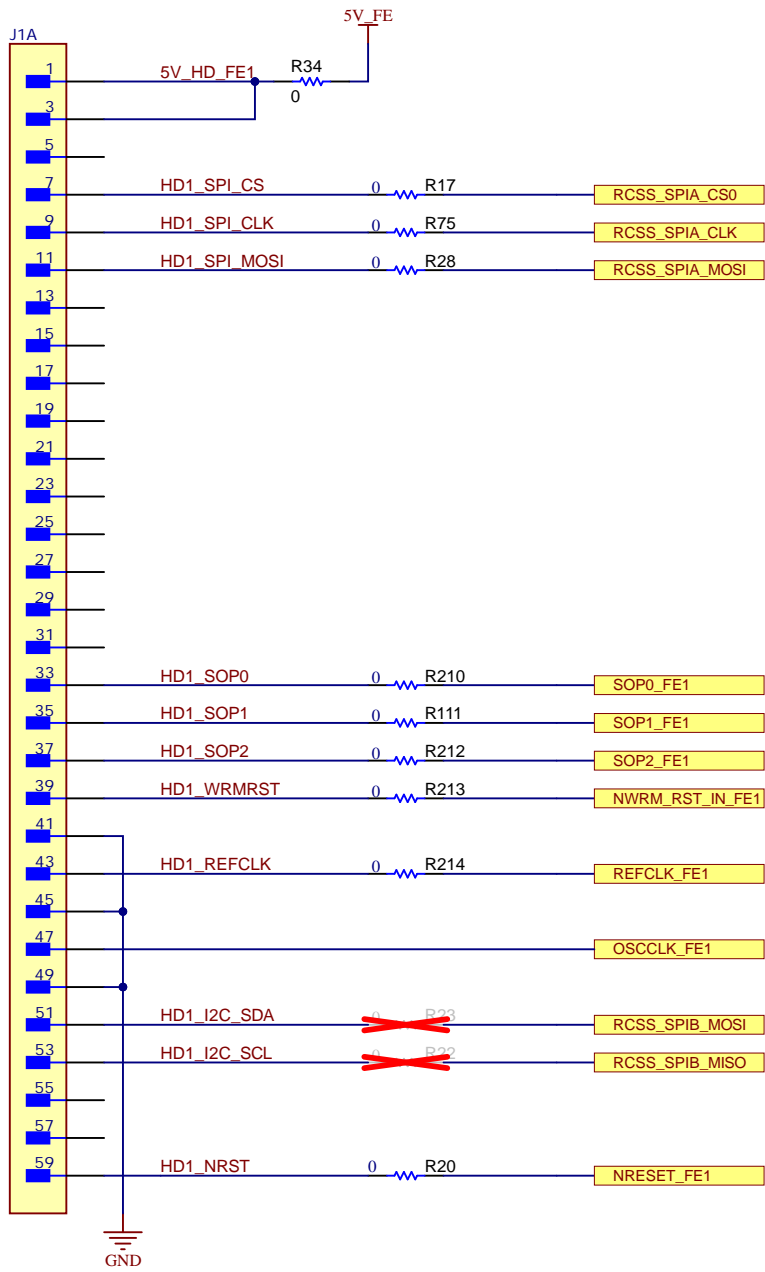 5V_FE
J1A
1 5V_HD_FE1 R34
0
3
5
7 HD1_SPI_CS 0 R17 RCSS_SPIA_CS0
9 HD1_SPI_CLK 0 R75 RCSS_SPIA_CLK
11 HD1_SPI_MOSI 0 R28 RCSS_SPIA_MOSI
13
15
17
19
21
23
25
27
29
31
33 HD1_SOP0 0 R210 SOP0_FE1
35 HD1_SOP1 0 R111 SOP1_FE1
37 HD1_SOP2 0 R212 SOP2_FE1
39 HD1_WRMRST 0 R213 NWRM_RST_IN_FE1
41
43 HD1_REFCLK 0 R214 REFCLK_FE1
45
47 OSCCLK_FE1
49
51 HD1_I2C_SDA 0 R23 RCSS_SPIB_MOSI
53 HD1_I2C_SCL 0 R22 RCSS_SPIB_MISO
55
57
59 HD1_NRST 0 R20 NRESET_FE1
GND